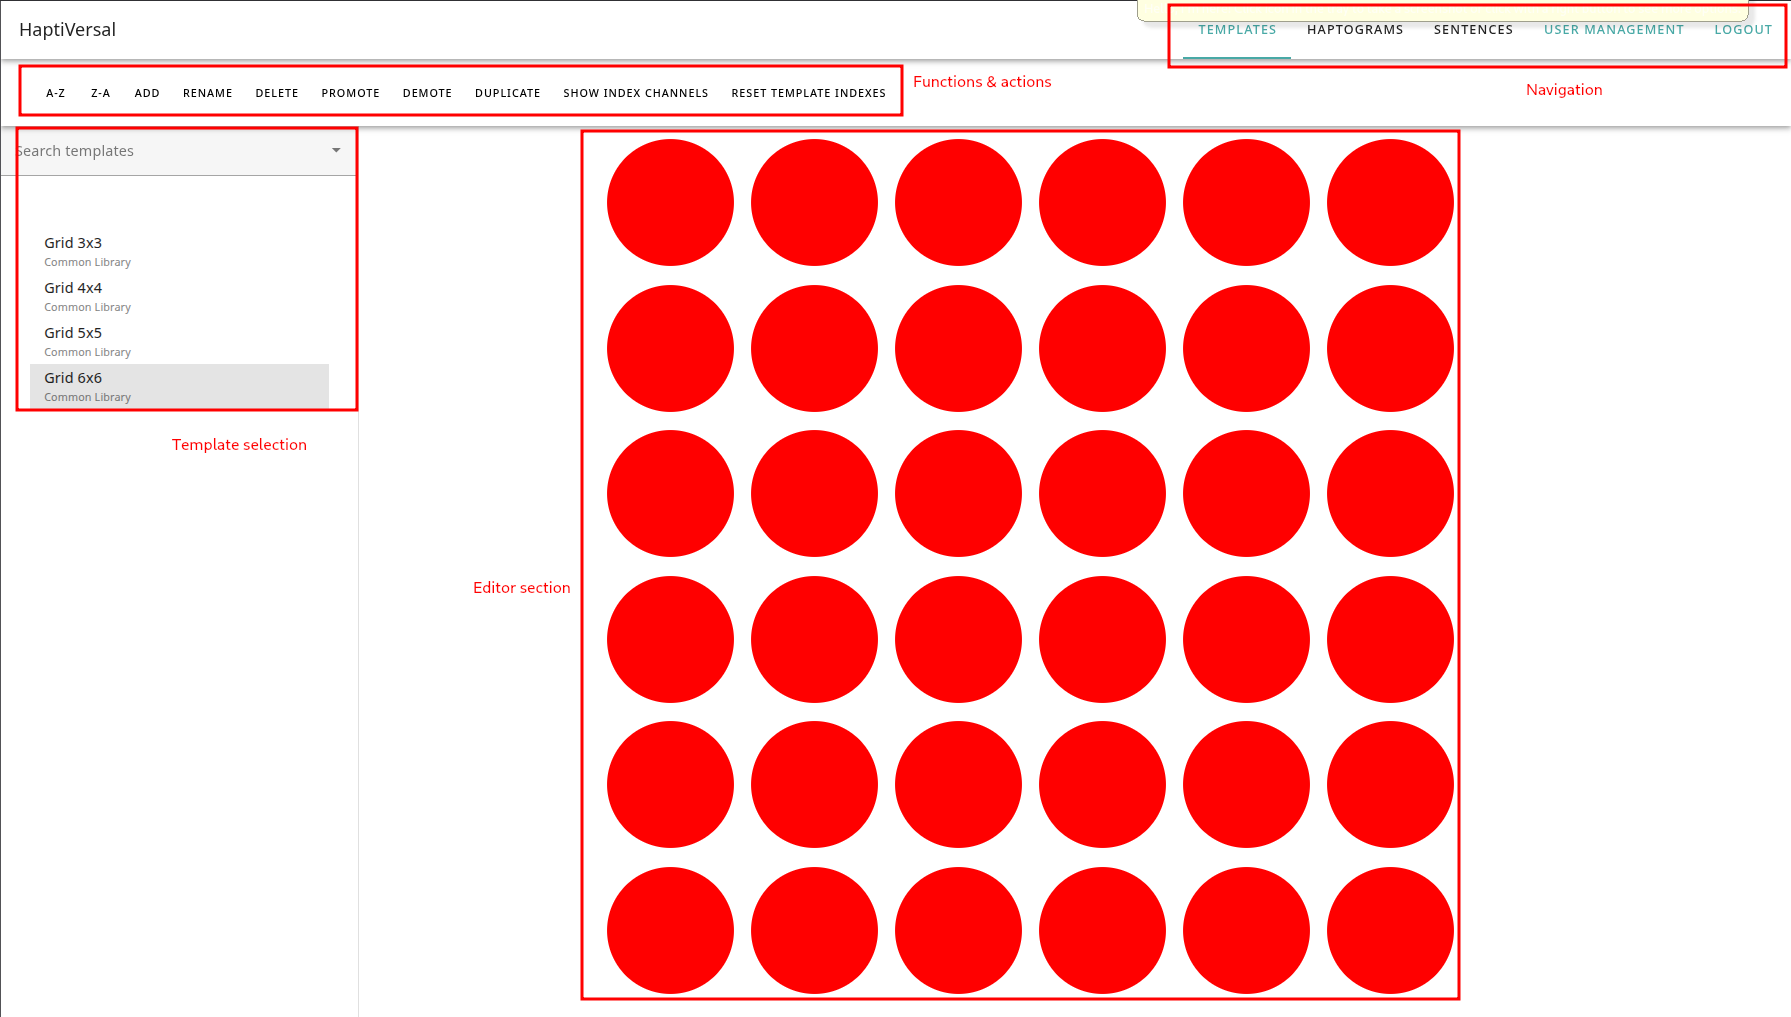 HaptiVersal
TEMPLATES HAPTOGRAMS SENTENCES USER MANAGEMENT LOGOUT
A-Z Z-A ADD RENAME DELETE PROMOTE DEMOTE DUPLICATE SHOW INDEX CHANNELS RESET TEMPLATE INDEXES
Functions & actions
Navigation
Search templates
Grid 3x3
Common Library
Grid 4x4
Common Library
Grid 5x5
Common Library
Grid 6x6
Common Library
Template selection
Editor section